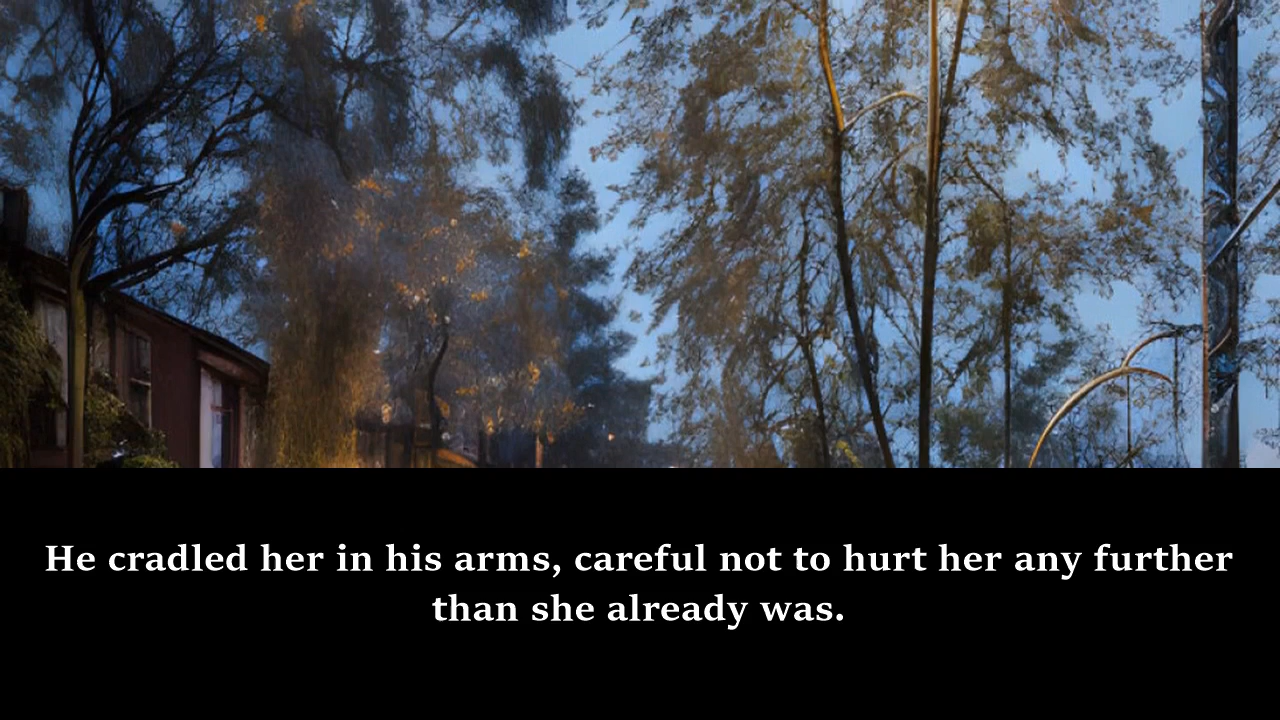 He cradled her in his arms, careful not to hurt her any further
than she already was.